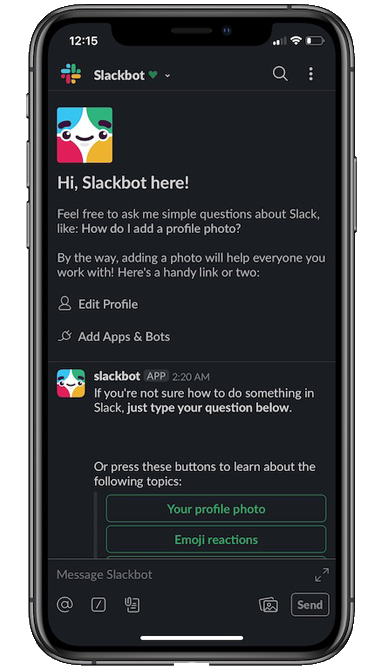 12:15
Slackbot
Hi, Slackbot here!
Feel free to ask me simple questions about Slack,
like: How do I add a profile photo?
By the way, adding a photo will help everyone you
work with! Here's a handy link or two:
Edit Profile
Add Apps & Bots
slackbot APP 2:20 AM
If you're not sure how to do something in
Slack, just type your question below.
Or press these buttons to learn about the
following topics:
Your profile photo
Emoji reactions
Message Slackbot
@
/
Send